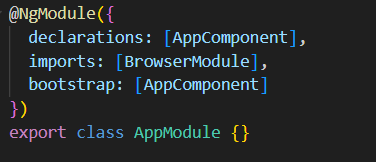 @NgModule({
  declarations: [AppComponent],
  imports: [BrowserModule],
  bootstrap: [AppComponent]
})
export class AppModule {}